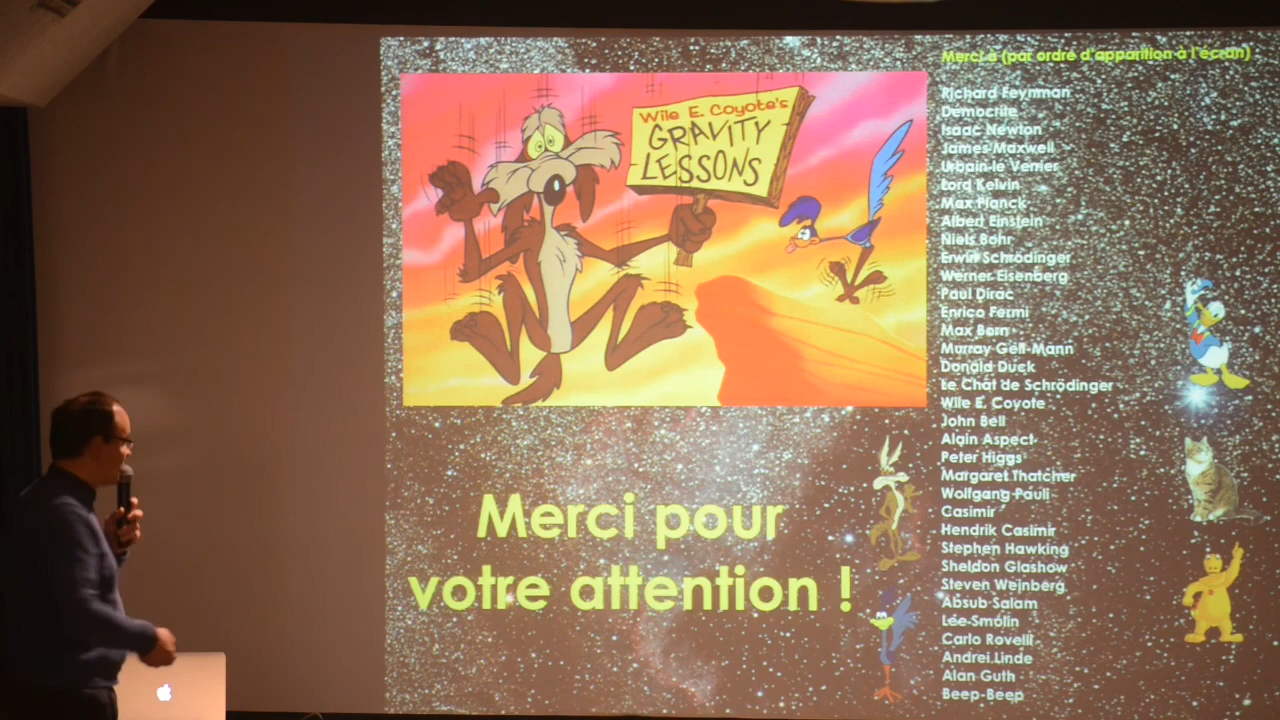 Wile E. Coyote's
GRAVITY
LESSONS
Merci pour
votre attention !
Merci à (par ordre d'apparition à l'écran)
Richard Feynman
Démocrite
Isaac Newton
James Maxwell
Urbain le Verrier
Lord Kelvin
Max Planck
Albert Einstein
Niels Bohr
Erwin Schrödinger
Werner Eisenberg
Paul Dirac
Enrico Fermi
Max Born
Murray Gell-Mann
Donald Duck
Le Chat de Schrödinger
Wile E. Coyote
John Bell
Alain Aspect
Peter Higgs
Margaret Thatcher
Wolfgang Pauli
Casimir
Hendrik Casimir
Stephen Hawking
Sheldon Glashow
Steven Weinberg
Absub Salam
Lee Smolin
Carlo Rovelli
Andrei Linde
Alan Guth
Beep-Beep